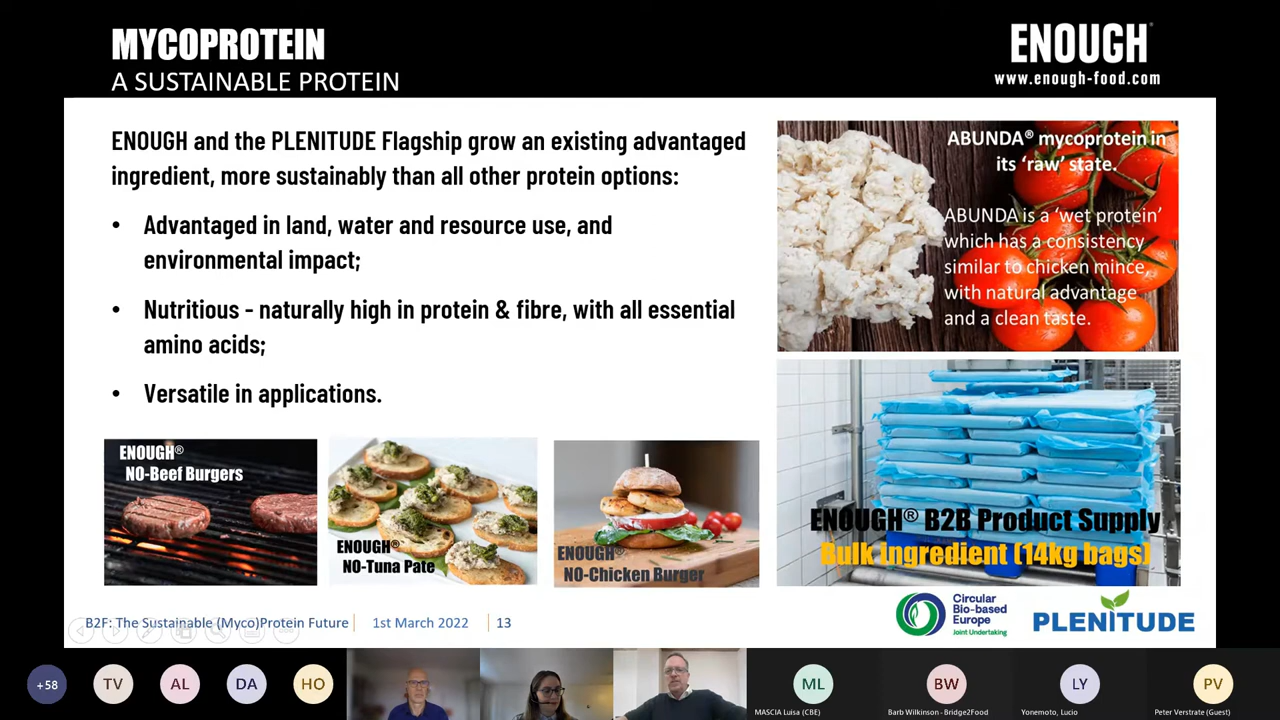 MYCOPROTEIN
A SUSTAINABLE PROTEIN
ENOUGH®
www.enough-food.com
ENOUGH and the PLENITUDE Flagship grow an existing advantaged
ingredient, more sustainably than all other protein options:
• Advantaged in land, water and resource use, and
environmental impact;
• Nutritious - naturally high in protein & fibre, with all essential
amino acids;
• Versatile in applications.
ABUNDA® mycoprotein in
its ‘raw’ state.
ABUNDA is a ‘wet protein’
which has a consistency
similar to chicken mince,
with natural advantage
and a clean taste.
ENOUGH®
NO-Beef Burgers
ENOUGH®
NO-Tuna Pate
ENOUGH®
NO-Chicken Burger
ENOUGH® B2B Product Supply
Bulk Ingredient (14kg bags)
B2F: The Sustainable (Myco)Protein Future
1st March 2022
13
Circular
Bio-based
Europe
Joint Undertaking
PLENITUDE
+58
TV
AL
DA
HO
ML
BW
LY
PV
MASCIA Luisa (CBE)
Barb Wilkinson - Bridge2Food
Yonemoto, Lucio
Peter Verstrate (Guest)